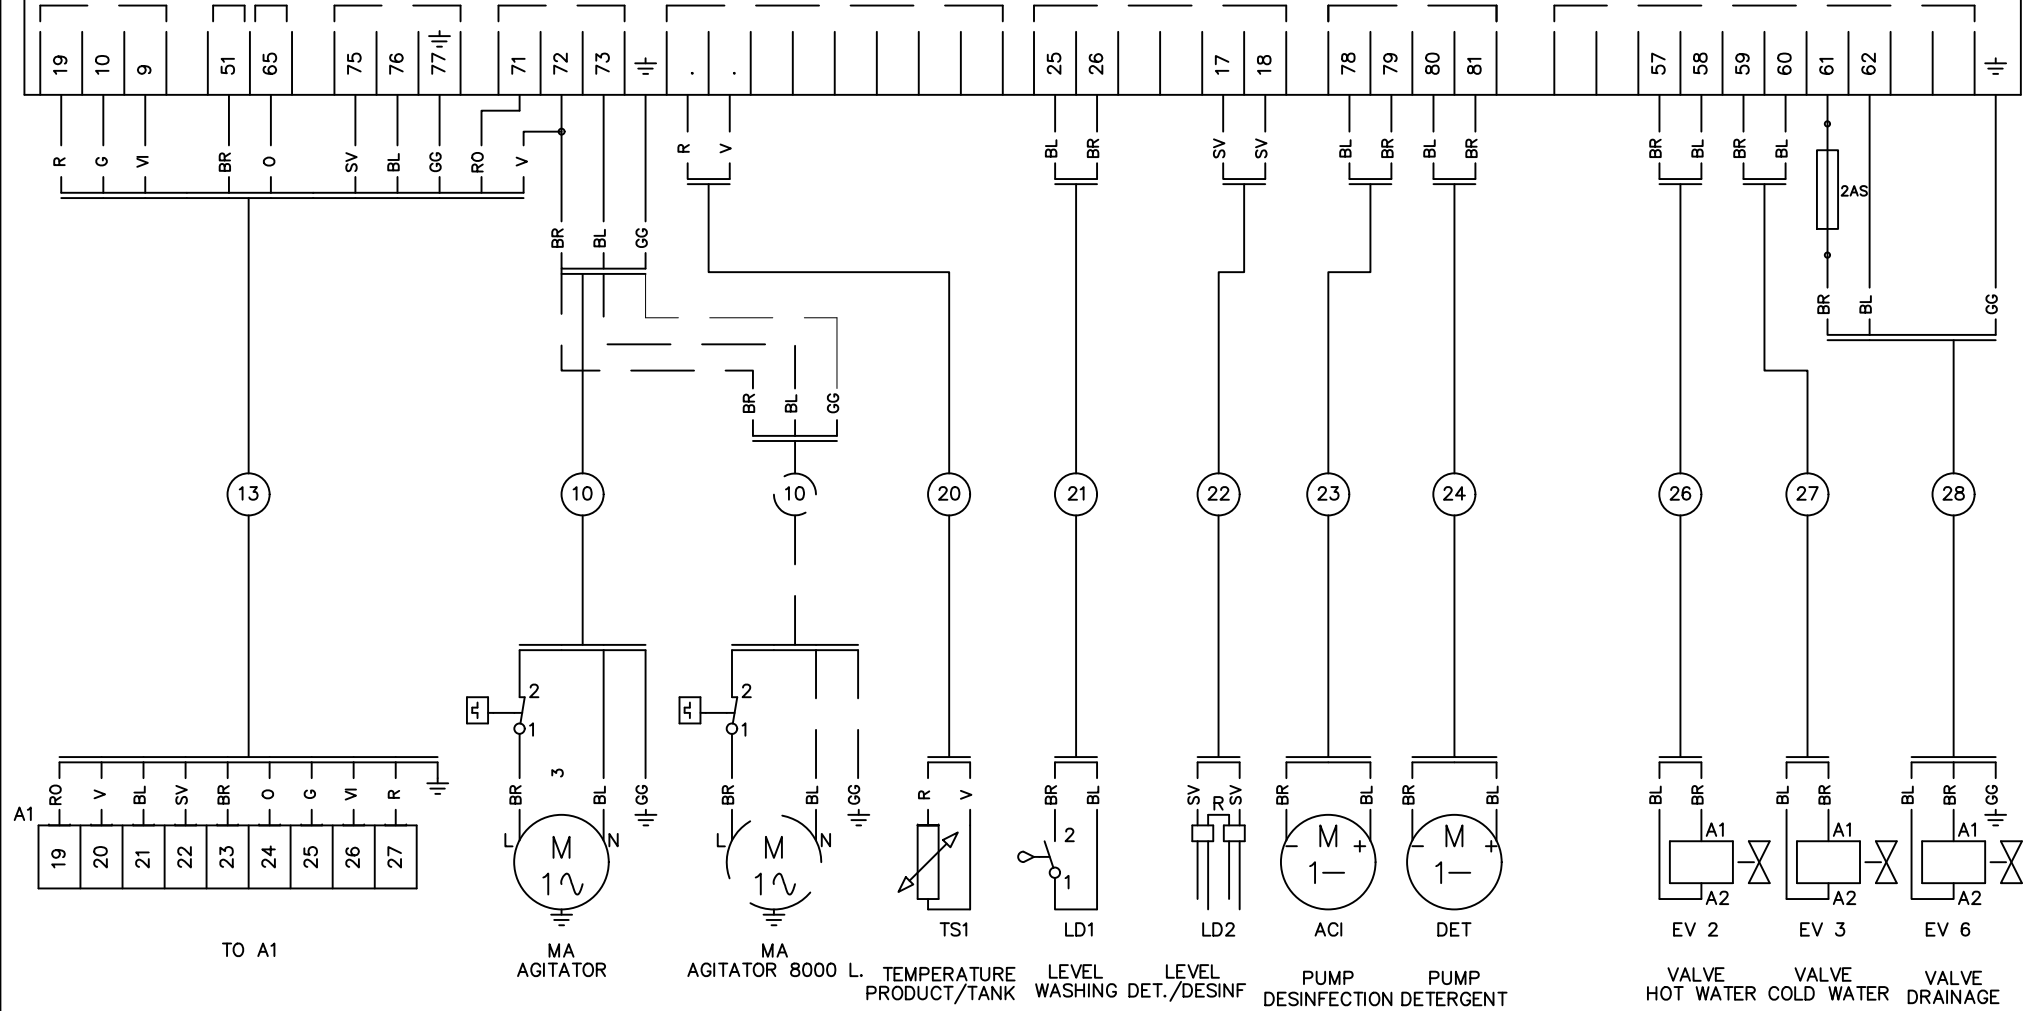 19 10 9 51 65 75 76 77 71 72 73 . . 25 26 17 18 78 79 80 81 57 58 59 60 61 62
R G VI BR O SV BL GG RO V R V BL BR SV SV BL BR BL BR BR BL BR BL
2AS
BR BL GG
BR BL GG
BR BL GG
13 10 10 20 21 22 23 24 26 27 28
2 2
1 1
3
A1
RO V BL SV BR O G VI R BR BL GG BR BL GG R V BR BL SV R SV BR BL BR BL BL BR BL BR BL BR GG
L N L N 2 A1 A1 A1
19 20 21 22 23 24 25 26 27 M M M M
- + - +
1 1 1 1 1
A2 A2 A2
TS1 LD1 LD2 ACI DET EV 2 EV 3 EV 6
TO A1
MA
AGITATOR
MA
AGITATOR 8000 L.
TEMPERATURE
PRODUCT/TANK
LEVEL
WASHING
LEVEL
DET./DESINF
PUMP
DESINFECTION
PUMP
DETERGENT
VALVE
HOT WATER
VALVE
COLD WATER
VALVE
DRAINAGE